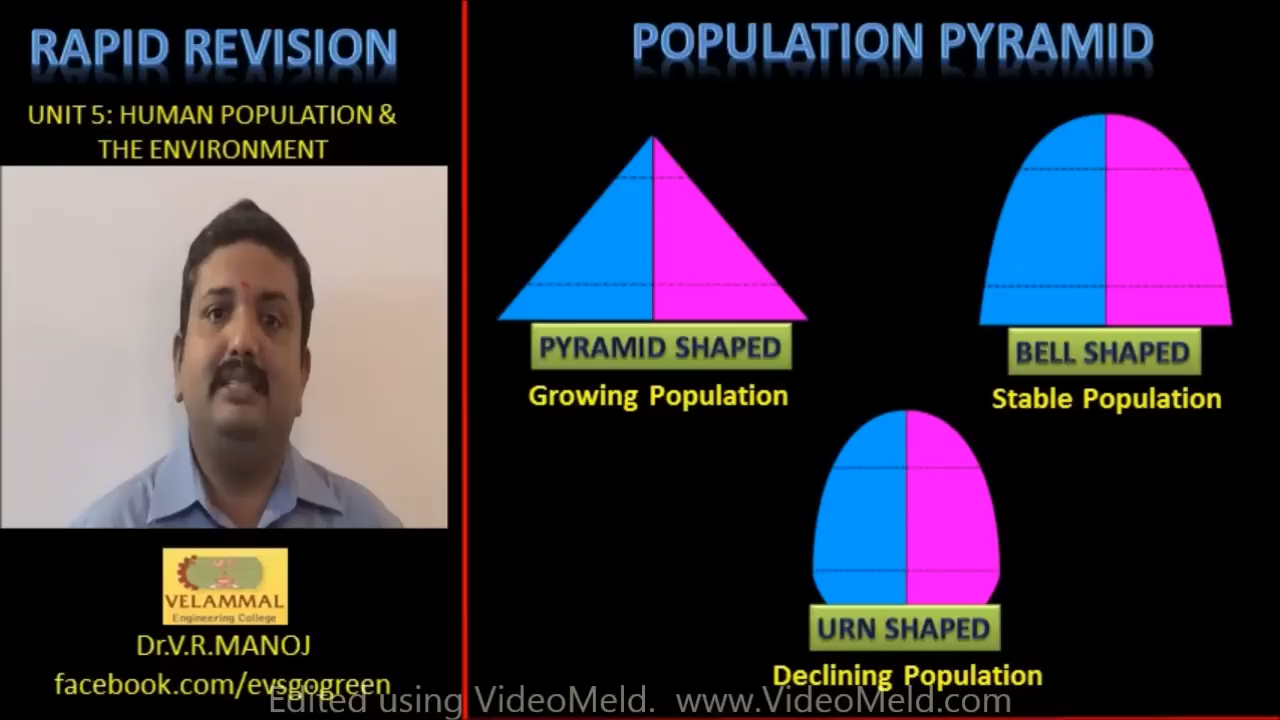 RAPID REVISION
UNIT 5: HUMAN POPULATION &
THE ENVIRONMENT
VELAMMAL
Engineering College
Dr.V.R.MANOJ
facebook.com/evsgogreen
POPULATION PYRAMID
PYRAMID SHAPED
Growing Population
BELL SHAPED
Stable Population
URN SHAPED
Declining Population
Edited using VideoMeld. www.VideoMeld.com